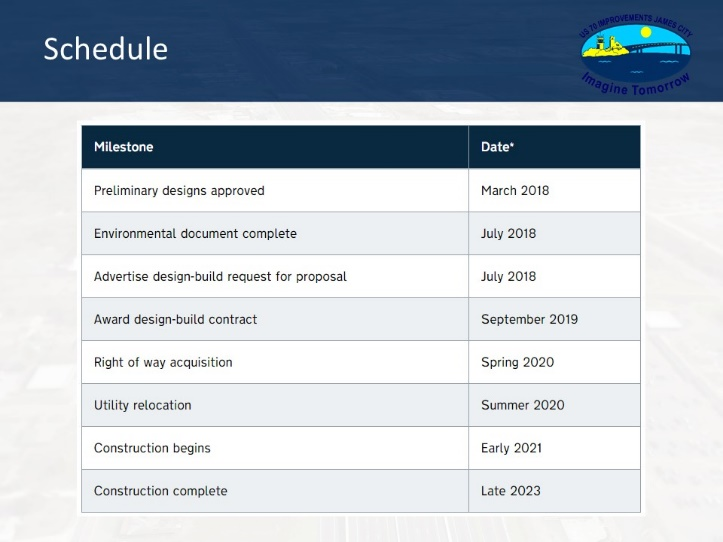 Schedule
US 70 IMPROVEMENTS JAMES CITY
Imagine Tomorrow
Milestone Date*
Preliminary designs approved March 2018
Environmental document complete July 2018
Advertise design-build request for proposal July 2018
Award design-build contract September 2019
Right of way acquisition Spring 2020
Utility relocation Summer 2020
Construction begins Early 2021
Construction complete Late 2023